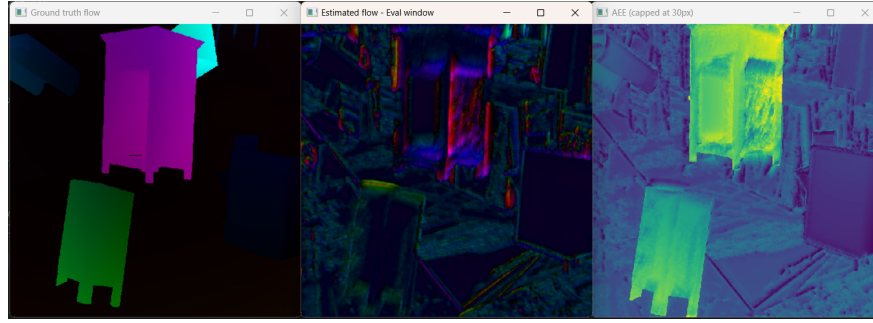 Ground truth flow
Estimated flow - Eval window
AEE (capped at 30px)